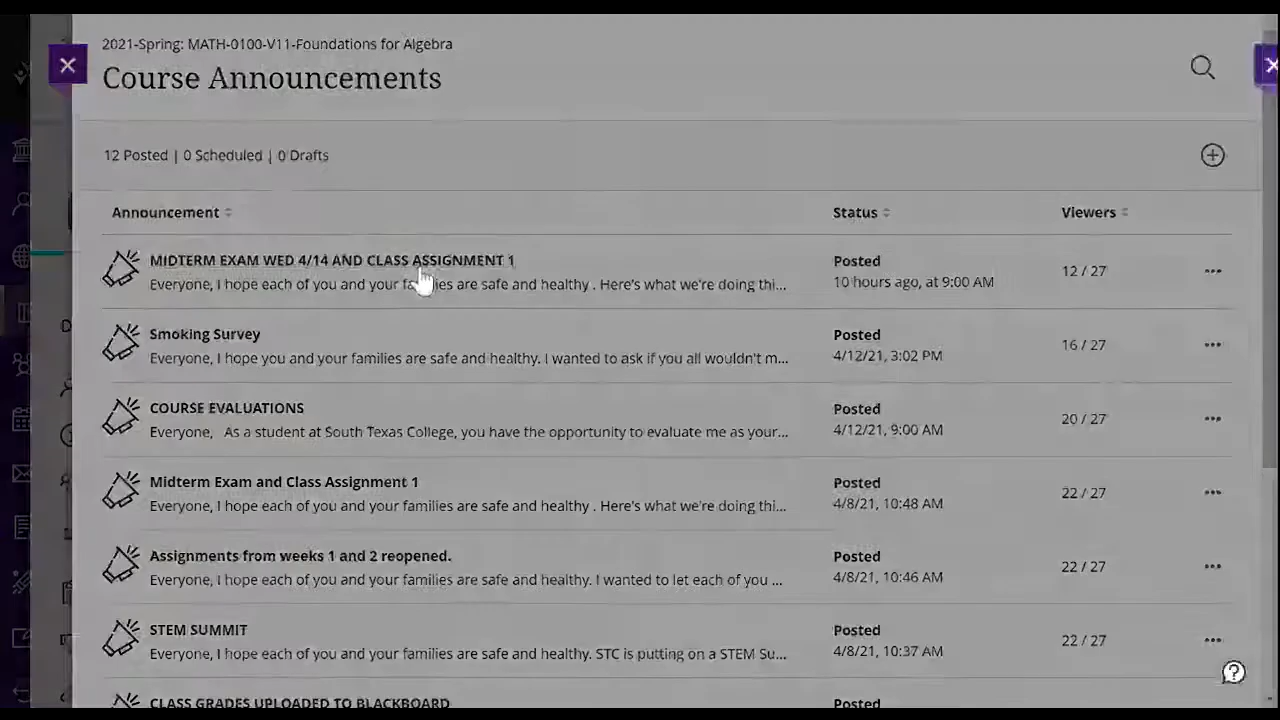 2021-Spring: MATH-0100-V11-Foundations for Algebra
Course Announcements
12 Posted | 0 Scheduled | 0 Drafts
Announcement Status Viewers
MIDTERM EXAM WED 4/14 AND CLASS ASSIGNMENT 1 Posted
Everyone, I hope each of you and your families are safe and healthy . Here's what we're doing thi... 10 hours ago, at 9:00 AM 12 / 27
Smoking Survey Posted
Everyone, I hope you and your families are safe and healthy. I wanted to ask if you all wouldn't m... 4/12/21, 3:02 PM 16 / 27
COURSE EVALUATIONS Posted
Everyone, As a student at South Texas College, you have the opportunity to evaluate me as your... 4/12/21, 9:00 AM 20 / 27
Midterm Exam and Class Assignment 1 Posted
Everyone, I hope each of you and your families are safe and healthy . Here's what we're doing thi... 4/8/21, 10:48 AM 22 / 27
Assignments from weeks 1 and 2 reopened. Posted
Everyone, I hope each of you and your families are safe and healthy. I wanted to let each of you ... 4/8/21, 10:46 AM 22 / 27
STEM SUMMIT Posted
Everyone, I hope each of you and your families are safe and healthy. STC is putting on a STEM Su... 4/8/21, 10:37 AM 22 / 27
CLASS GRADES UPLOADED TO BLACKBOARD Posted